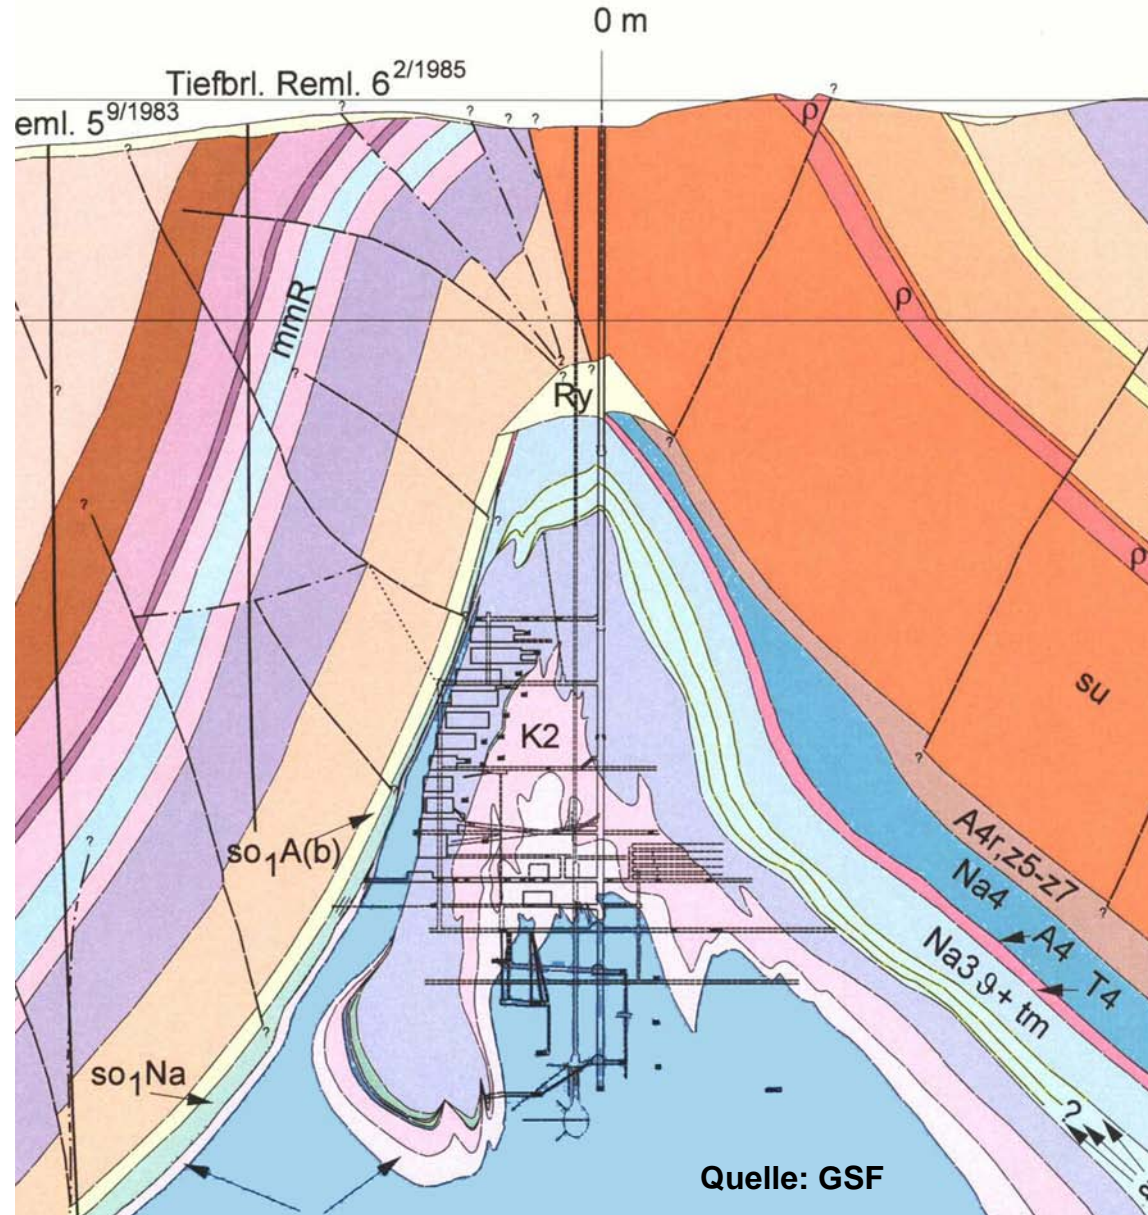 0 m
Tiefbrl. Reml. 6 2/1985
eml. 5 9/1983
ρ
mmR
ρ
Ry
ρ
su
K2
so1A(b)
A4r,z5-z7
Na4
A4
T4
Na3ϑ+ tm
so1Na
?
Quelle: GSF